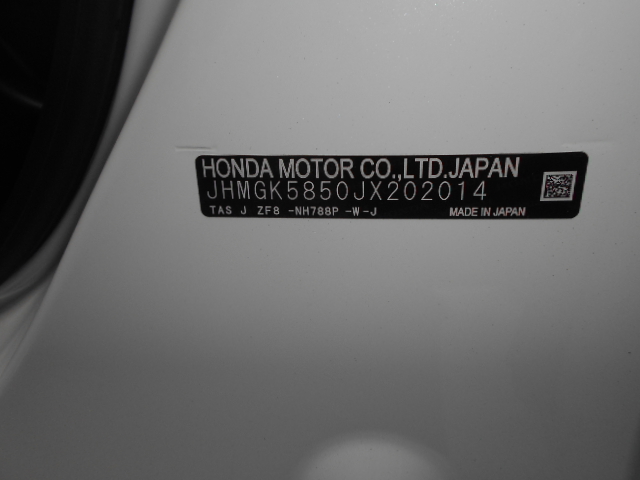 HONDA MOTOR CO.,LTD.JAPAN
JHMGK5850JX202014
TAS J ZF8 -NH788P -W-J MADE IN JAPAN